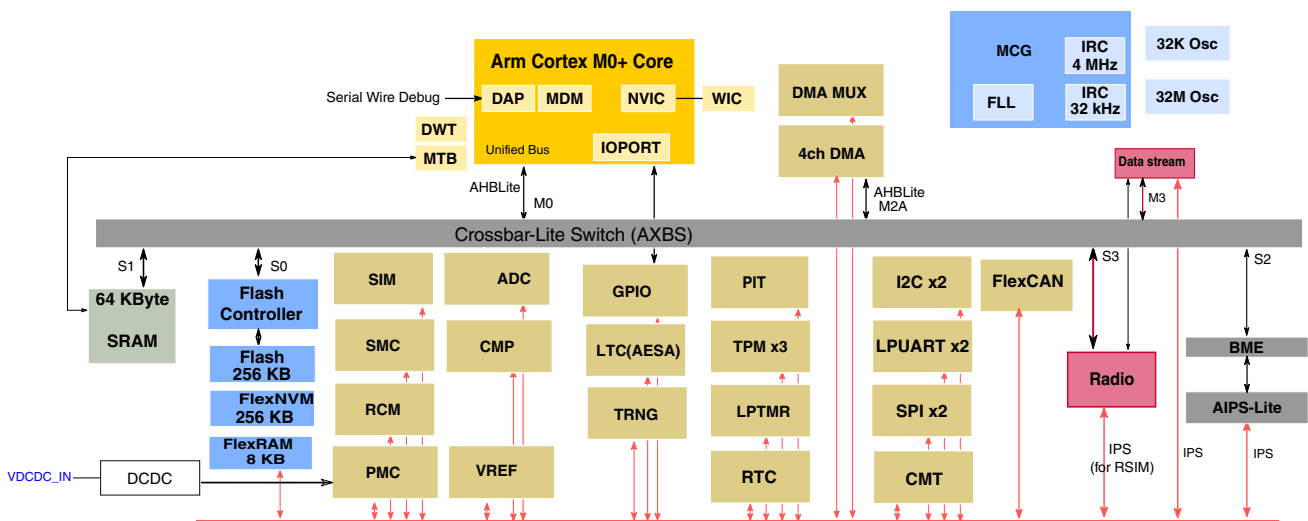 Arm Cortex M0+ Core
Serial Wire Debug
DAP
MDM
NVIC
WIC
DWT
MTB
Unified Bus
IOPORT
DMA MUX
4ch DMA
MCG
IRC
4 MHz
FLL
IRC
32 kHz
32K Osc
32M Osc
AHBLite
M0
AHBLite
M2A
Data stream
M3
Crossbar-Lite Switch (AXBS)
S1
S0
S3
S2
64 KByte
SRAM
Flash
Controller
Flash
256 KB
FlexNVM
256 KB
FlexRAM
8 KB
SIM
SMC
RCM
PMC
ADC
CMP
VREF
GPIO
LTC(AESA)
TRNG
PIT
TPM x3
LPTMR
RTC
I2C x2
LPUART x2
SPI x2
CMT
FlexCAN
Radio
BME
AIPS-Lite
IPS
(for RSIM)
IPS
IPS
VDCDC_IN
DCDC